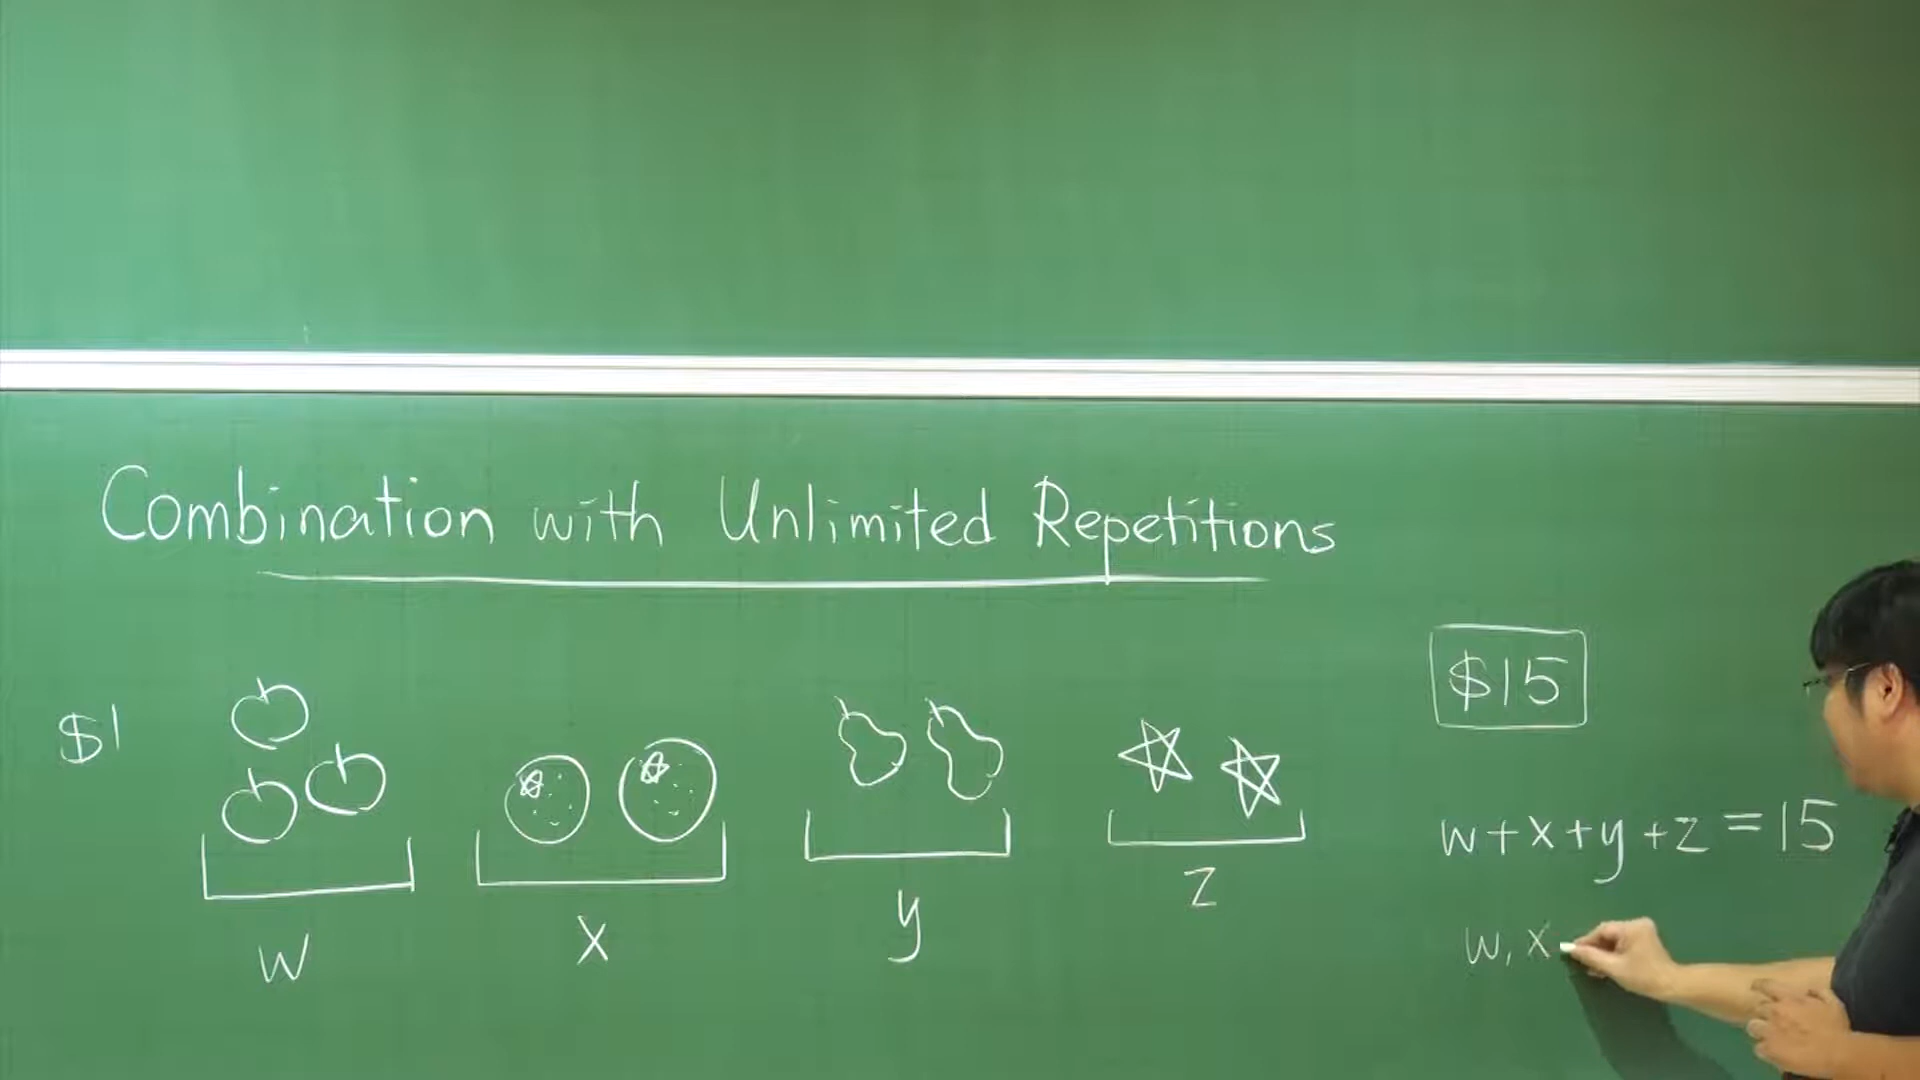 Combination with Unlimited Repetitions
$1
w
x
y
z
$15
w+x+y+z=15
w, x